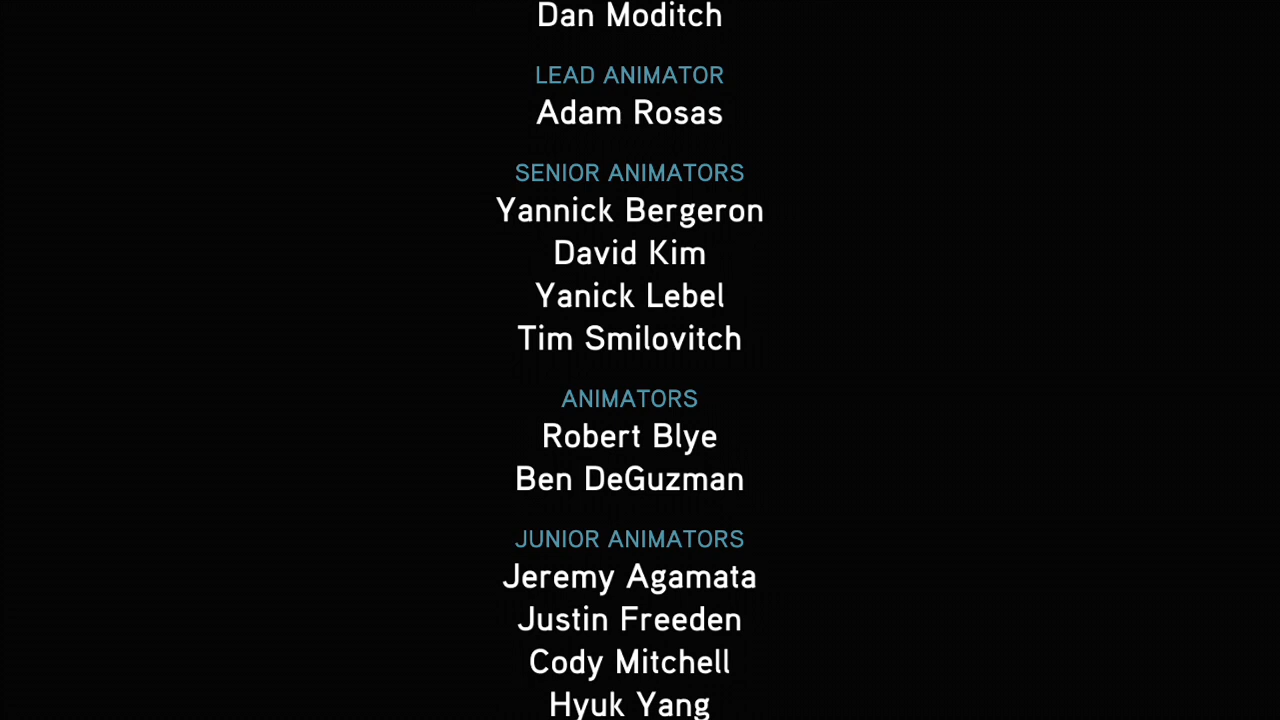 Dan Moditch
LEAD ANIMATOR
Adam Rosas
SENIOR ANIMATORS
Yannick Bergeron
David Kim
Yanick Lebel
Tim Smilovitch
ANIMATORS
Robert Blye
Ben DeGuzman
JUNIOR ANIMATORS
Jeremy Agamata
Justin Freeden
Cody Mitchell
Hyuk Yang